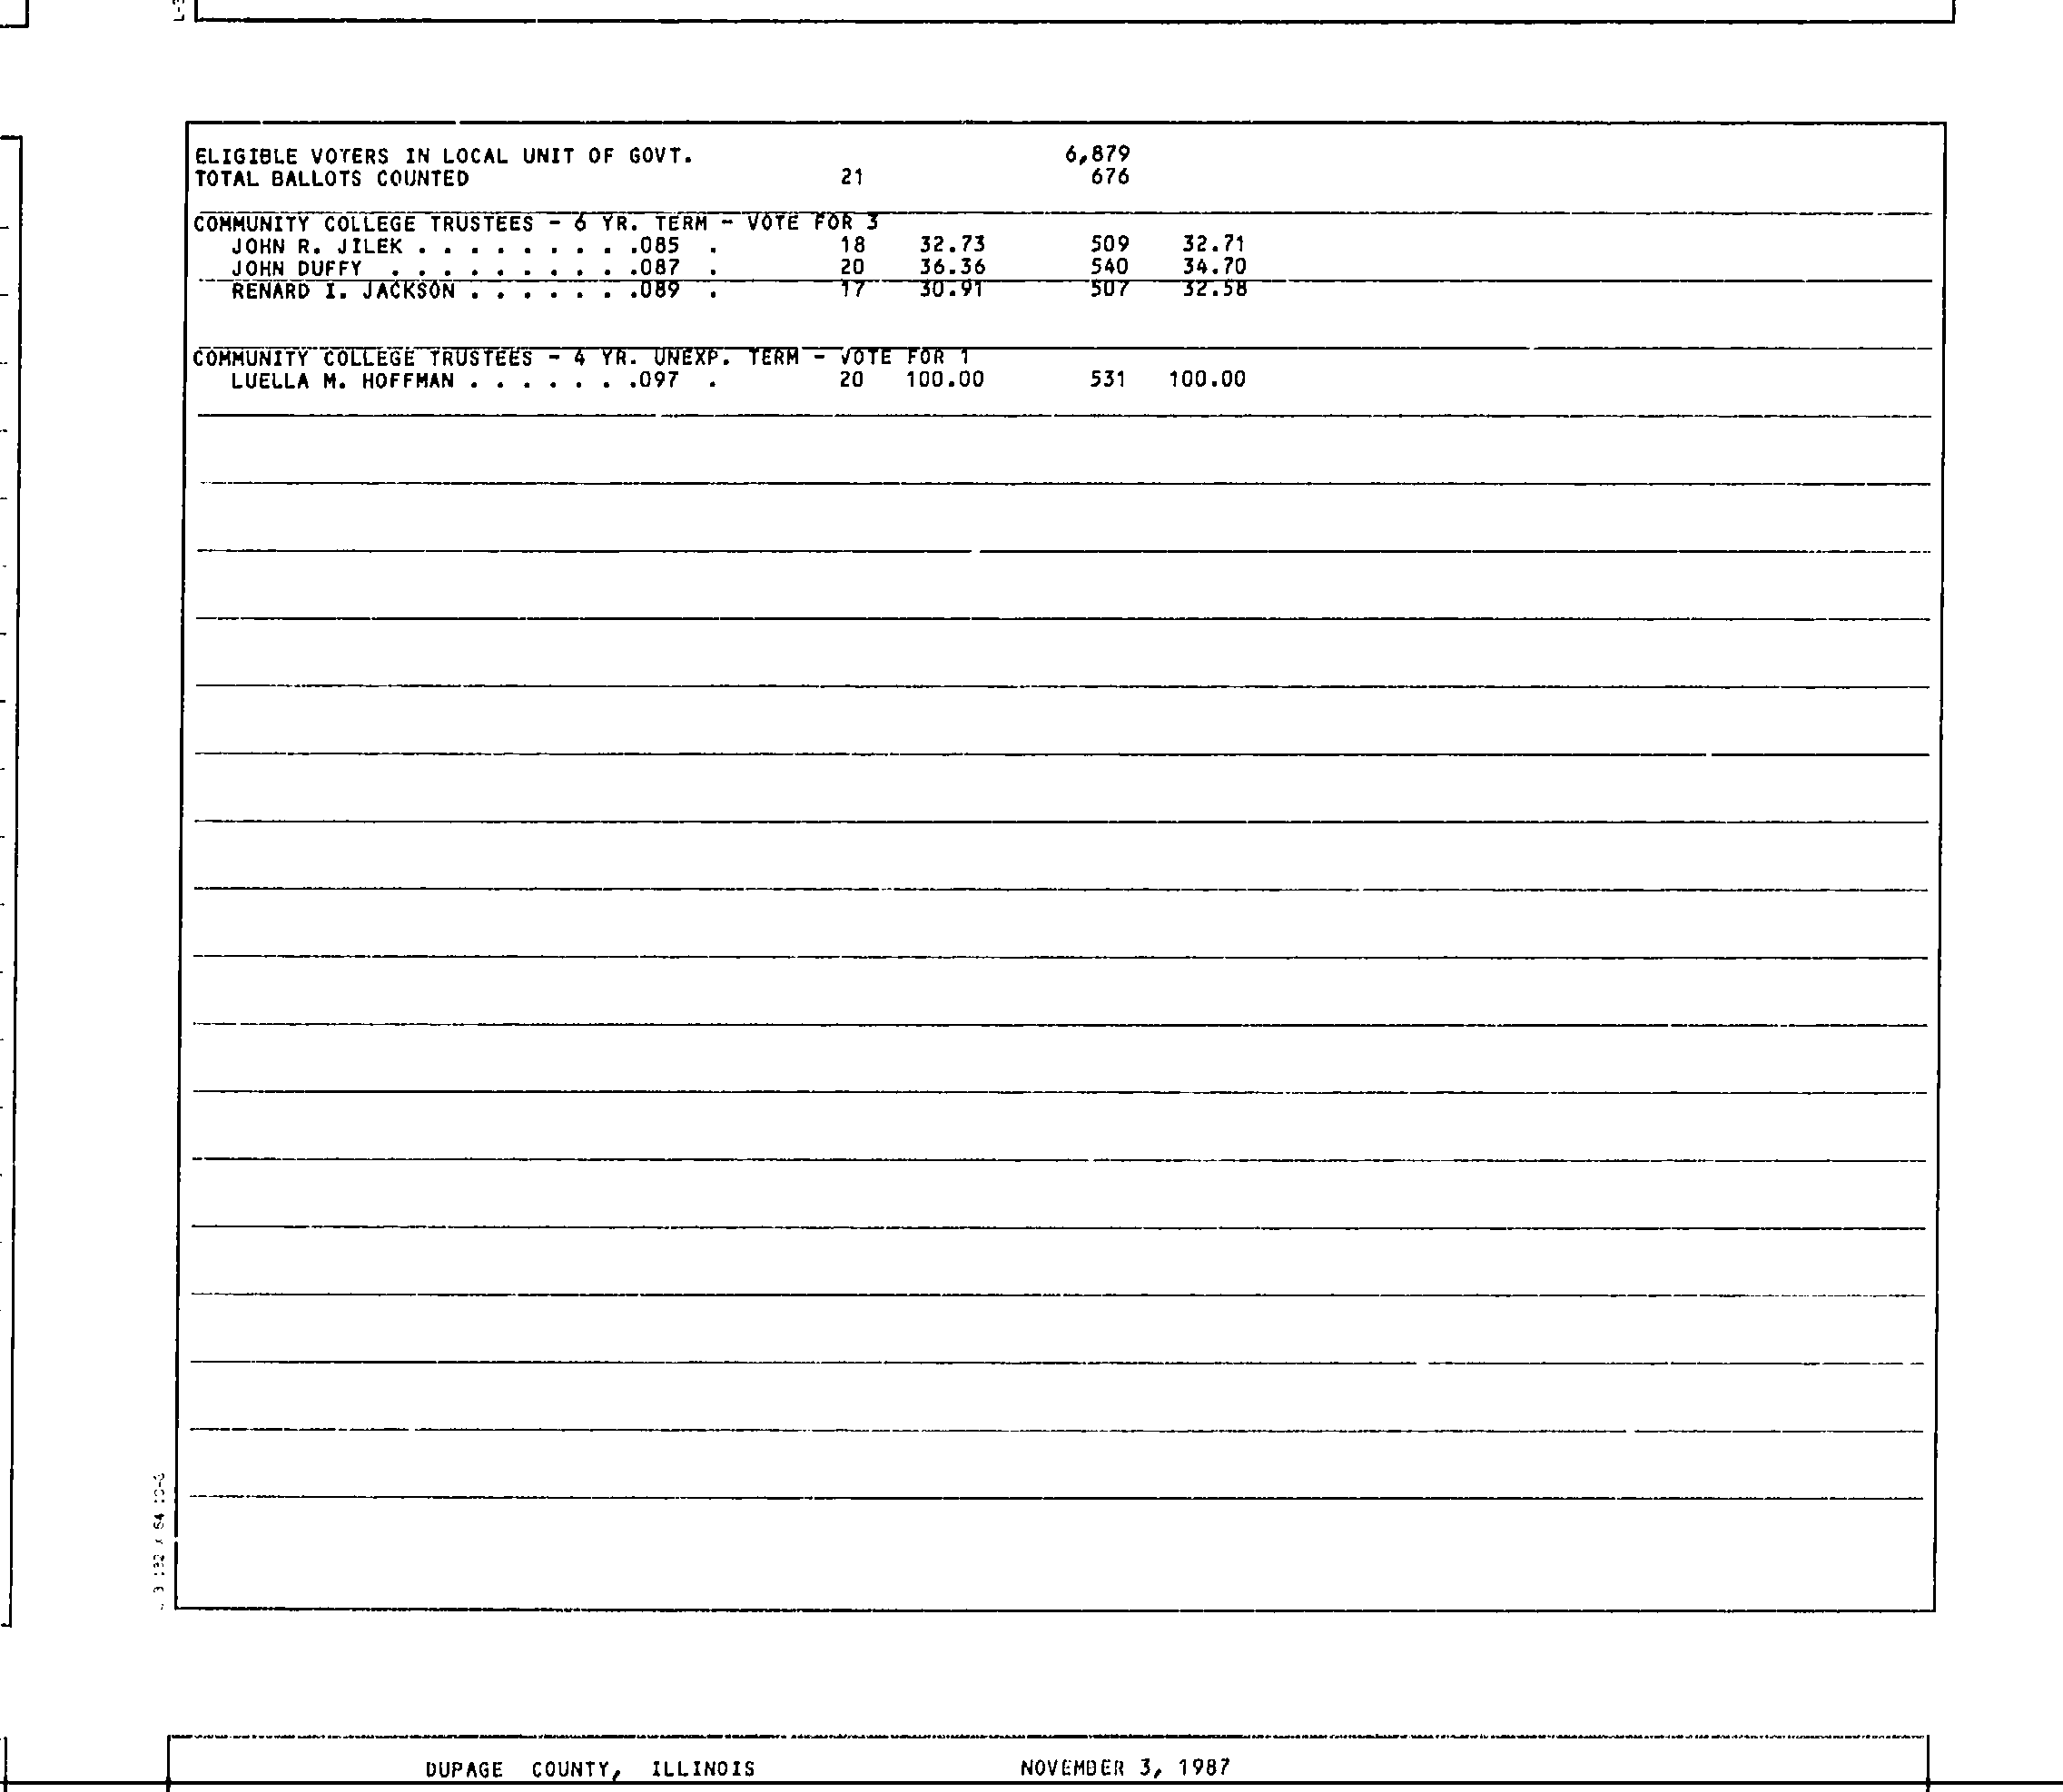 ELIGIBLE VOTERS IN LOCAL UNIT OF GOVT. 6,879
TOTAL BALLOTS COUNTED 21 676
COMMUNITY COLLEGE TRUSTEES - 6 YR. TERM - VOTE FOR 3
JOHN R. JILEK . . . . . . . . .085 . 18 32.73 509 32.71
JOHN DUFFY . . . . . . . . . .087 . 20 36.36 540 34.70
RENARD I. JACKSON . . . . . . .089 . 17 30.91 507 32.58
COMMUNITY COLLEGE TRUSTEES - 4 YR. UNEXP. TERM - VOTE FOR 1
LUELLA M. HOFFMAN . . . . . . .097 . 20 100.00 531 100.00
DUPAGE COUNTY, ILLINOIS NOVEMBER 3, 1987